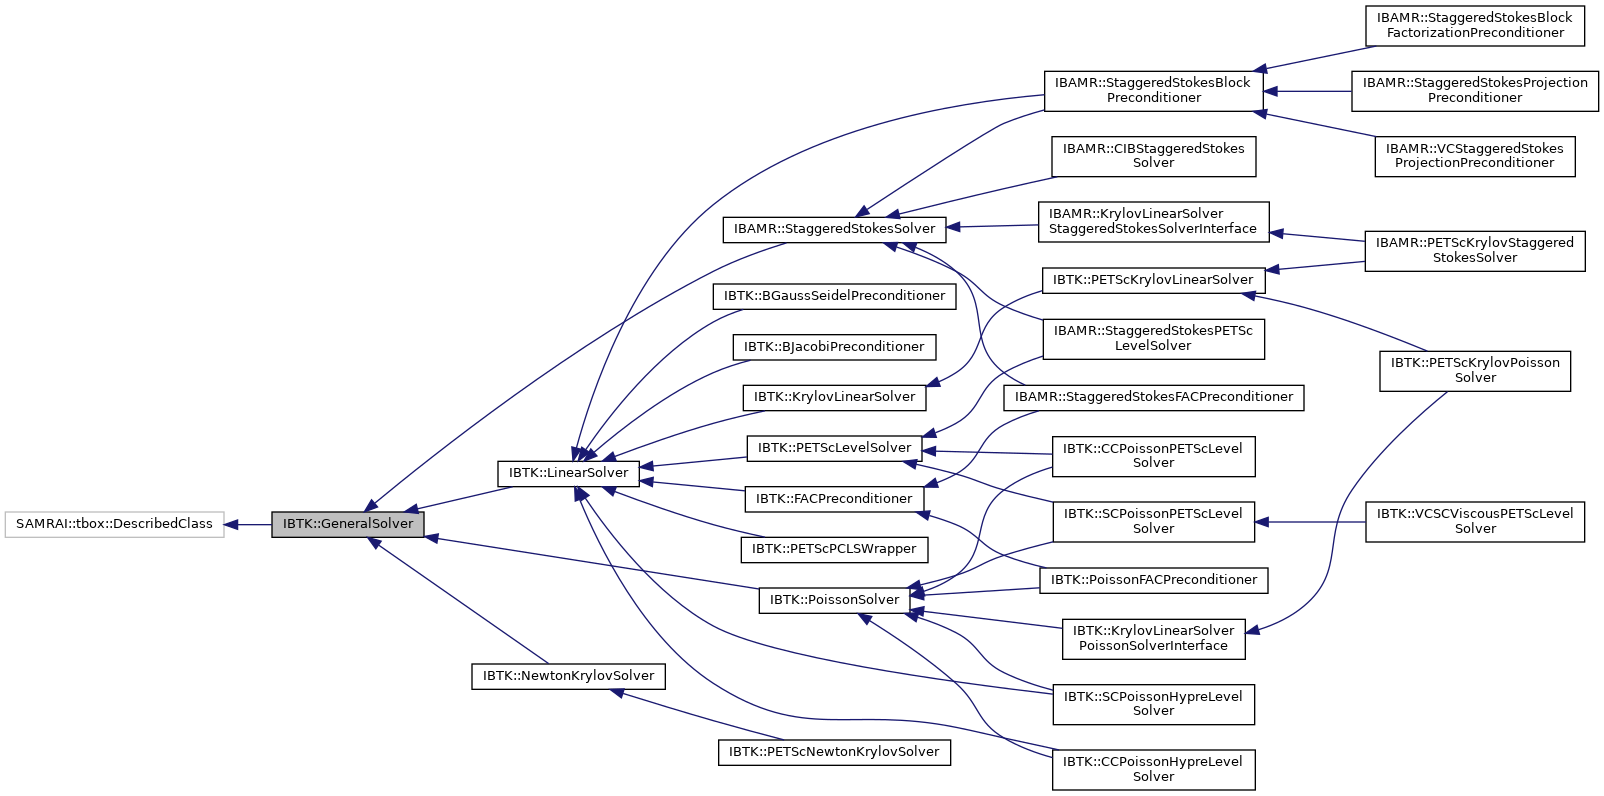 SAMRAI::tbox::DescribedClass
IBTK::GeneralSolver
IBTK::LinearSolver
IBTK::NewtonKrylovSolver
IBAMR::StaggeredStokesSolver
IBTK::BGaussSeidelPreconditioner
IBTK::BJacobiPreconditioner
IBTK::KrylovLinearSolver
IBTK::PETScLevelSolver
IBTK::FACPreconditioner
IBTK::PETScPCLSWrapper
IBTK::PoissonSolver
IBTK::PETScNewtonKrylovSolver
IBAMR::StaggeredStokesBlock
Preconditioner
IBAMR::CIBStaggeredStokes
Solver
IBAMR::KrylovLinearSolver
StaggeredStokesSolverInterface
IBTK::PETScKrylovLinearSolver
IBAMR::StaggeredStokesPETSc
LevelSolver
IBAMR::StaggeredStokesFACPreconditioner
IBTK::CCPoissonPETScLevel
Solver
IBTK::SCPoissonPETScLevel
Solver
IBTK::PoissonFACPreconditioner
IBTK::KrylovLinearSolver
PoissonSolverInterface
IBTK::SCPoissonHypreLevel
Solver
IBTK::CCPoissonHypreLevel
Solver
IBAMR::StaggeredStokesBlock
FactorizationPreconditioner
IBAMR::StaggeredStokesProjection
Preconditioner
IBAMR::VCStaggeredStokes
ProjectionPreconditioner
IBAMR::PETScKrylovStaggered
StokesSolver
IBTK::PETScKrylovPoisson
Solver
IBTK::VCSCViscousPETScLevel
Solver